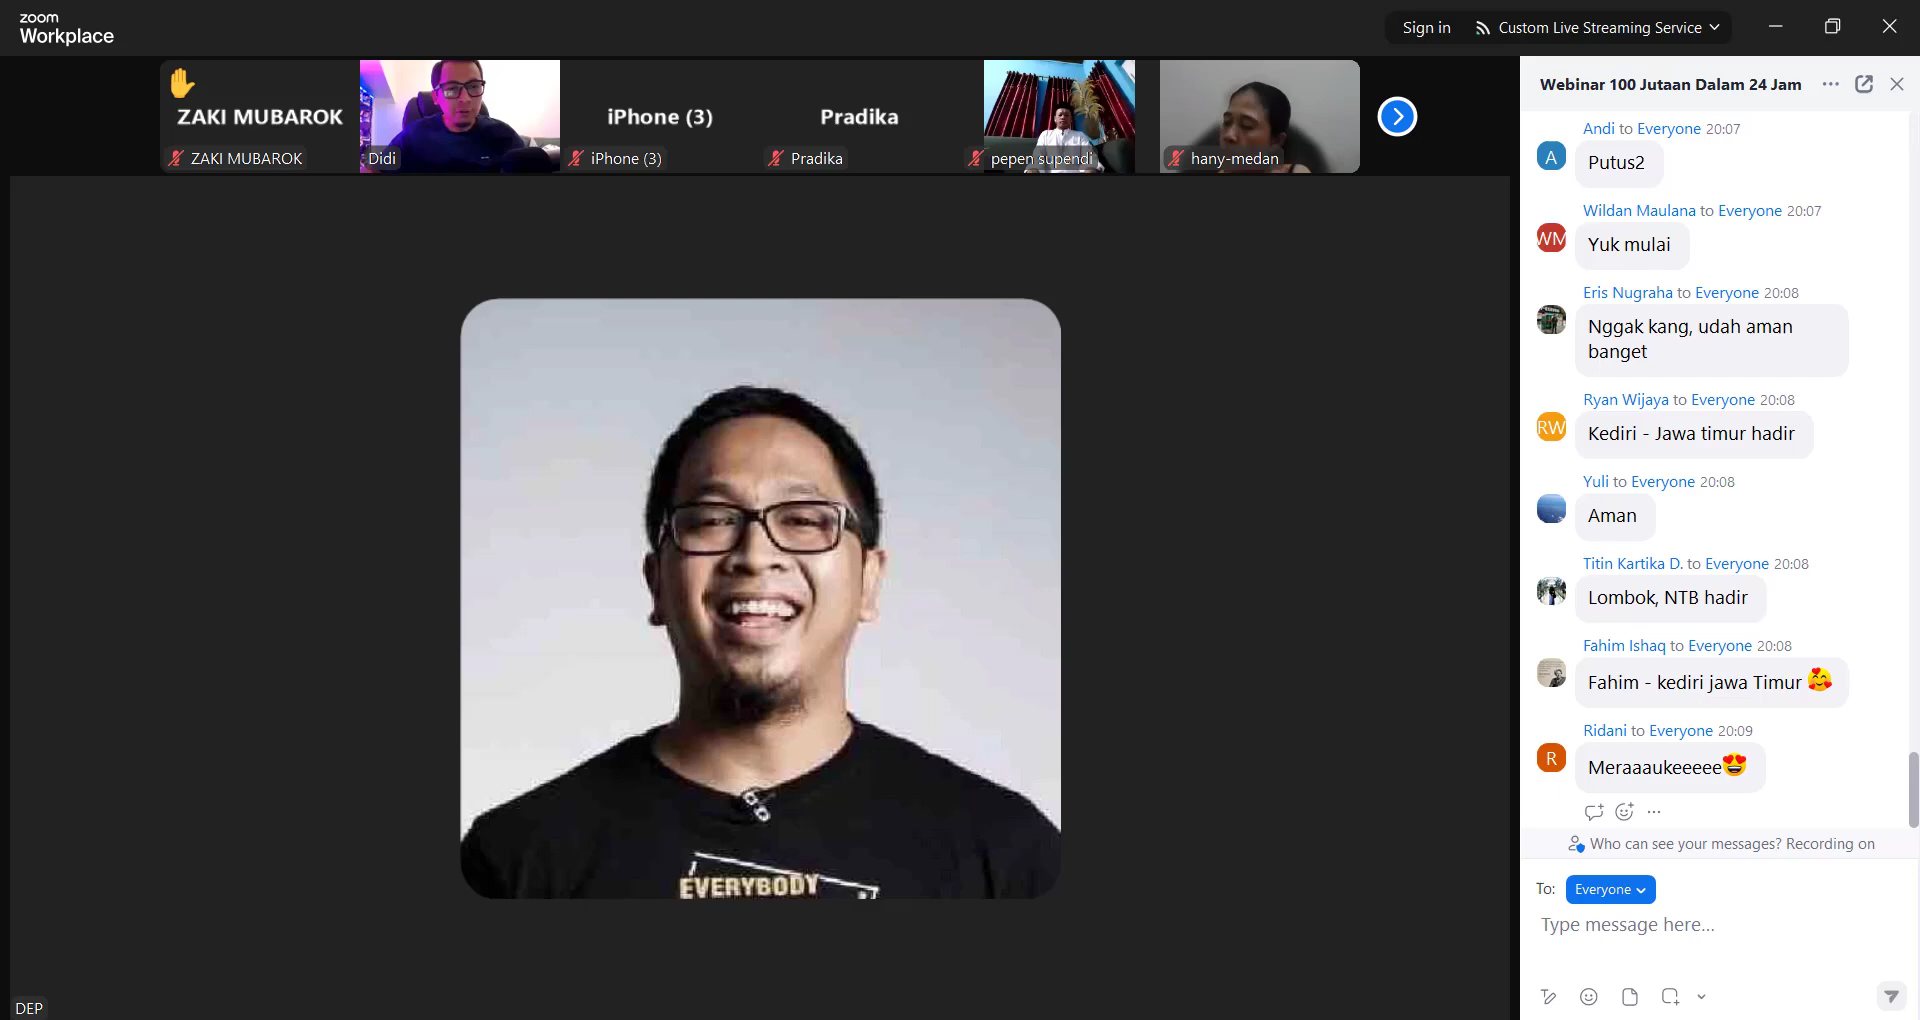 zoom
Workplace
Sign in
Custom Live Streaming Service
ZAKI MUBAROK
ZAKI MUBAROK
Didi
iPhone (3)
iPhone (3)
Pradika
Pradika
pepen supendi
hany-medan
EVERYBODY
DEP
Webinar 100 Jutaan Dalam 24 Jam
Andi to Everyone 20:07
A
Putus2
Wildan Maulana to Everyone 20:07
WM
Yuk mulai
Eris Nugraha to Everyone 20:08
Nggak kang, udah aman
banget
Ryan Wijaya to Everyone 20:08
RW
Kediri - Jawa timur hadir
Yuli to Everyone 20:08
Aman
Titin Kartika D. to Everyone 20:08
Lombok, NTB hadir
Fahim Ishaq to Everyone 20:08
Fahim - kediri jawa Timur 🥰
Ridani to Everyone 20:09
R
Meraaaukeeeee😍
Who can see your messages? Recording on
To: Everyone
Type message here...